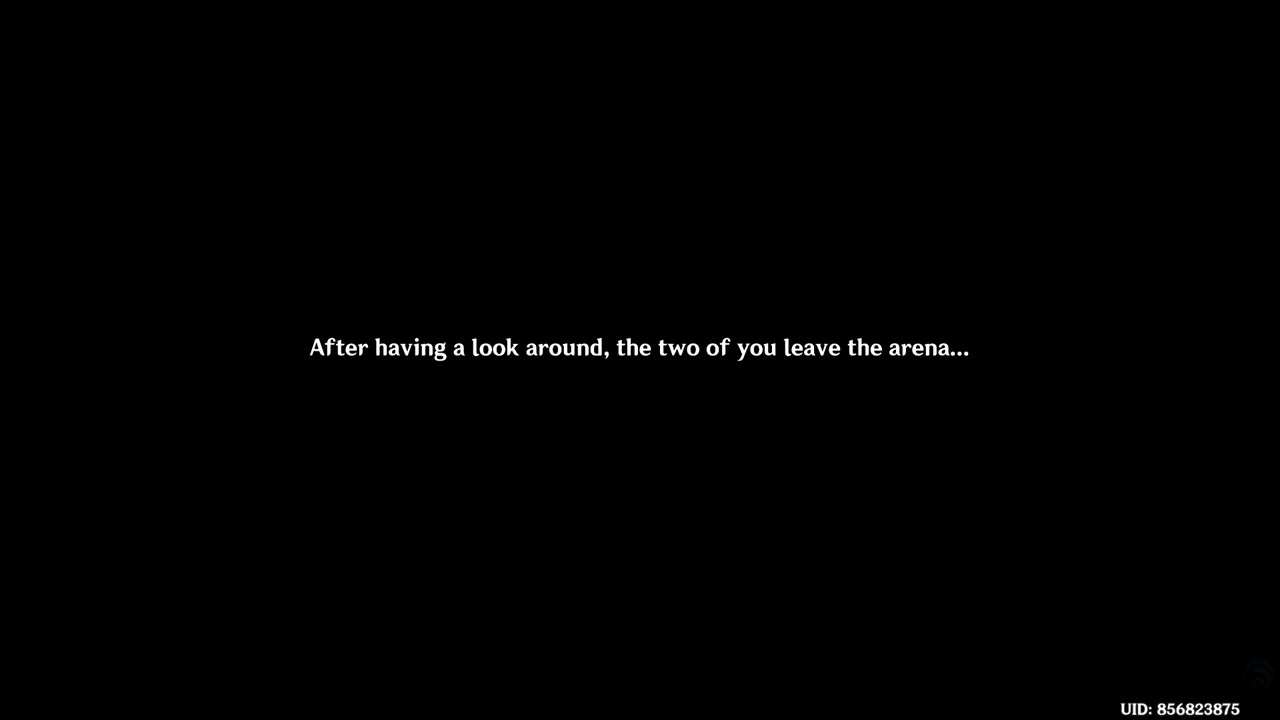 After having a look around, the two of you leave the arena...
UID: 856823875